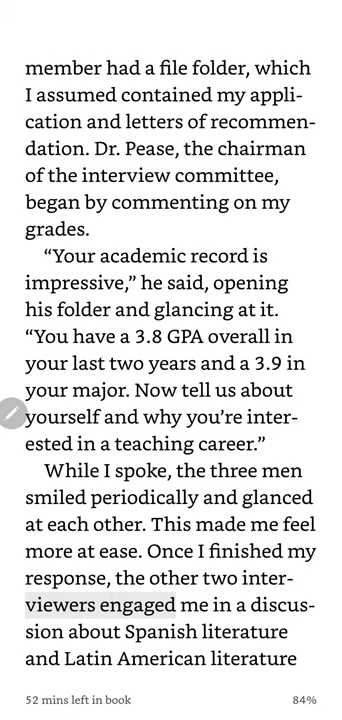 member had a file folder, which
I assumed contained my appli-
cation and letters of recommen-
dation. Dr. Pease, the chairman
of the interview committee,
began by commenting on my
grades.
“Your academic record is
impressive,” he said, opening
his folder and glancing at it.
“You have a 3.8 GPA overall in
your last two years and a 3.9 in
your major. Now tell us about
yourself and why you’re inter-
ested in a teaching career.”
While I spoke, the three men
smiled periodically and glanced
at each other. This made me feel
more at ease. Once I finished my
response, the other two inter-
viewers engaged me in a discus-
sion about Spanish literature
and Latin American literature
52 mins left in book 84%